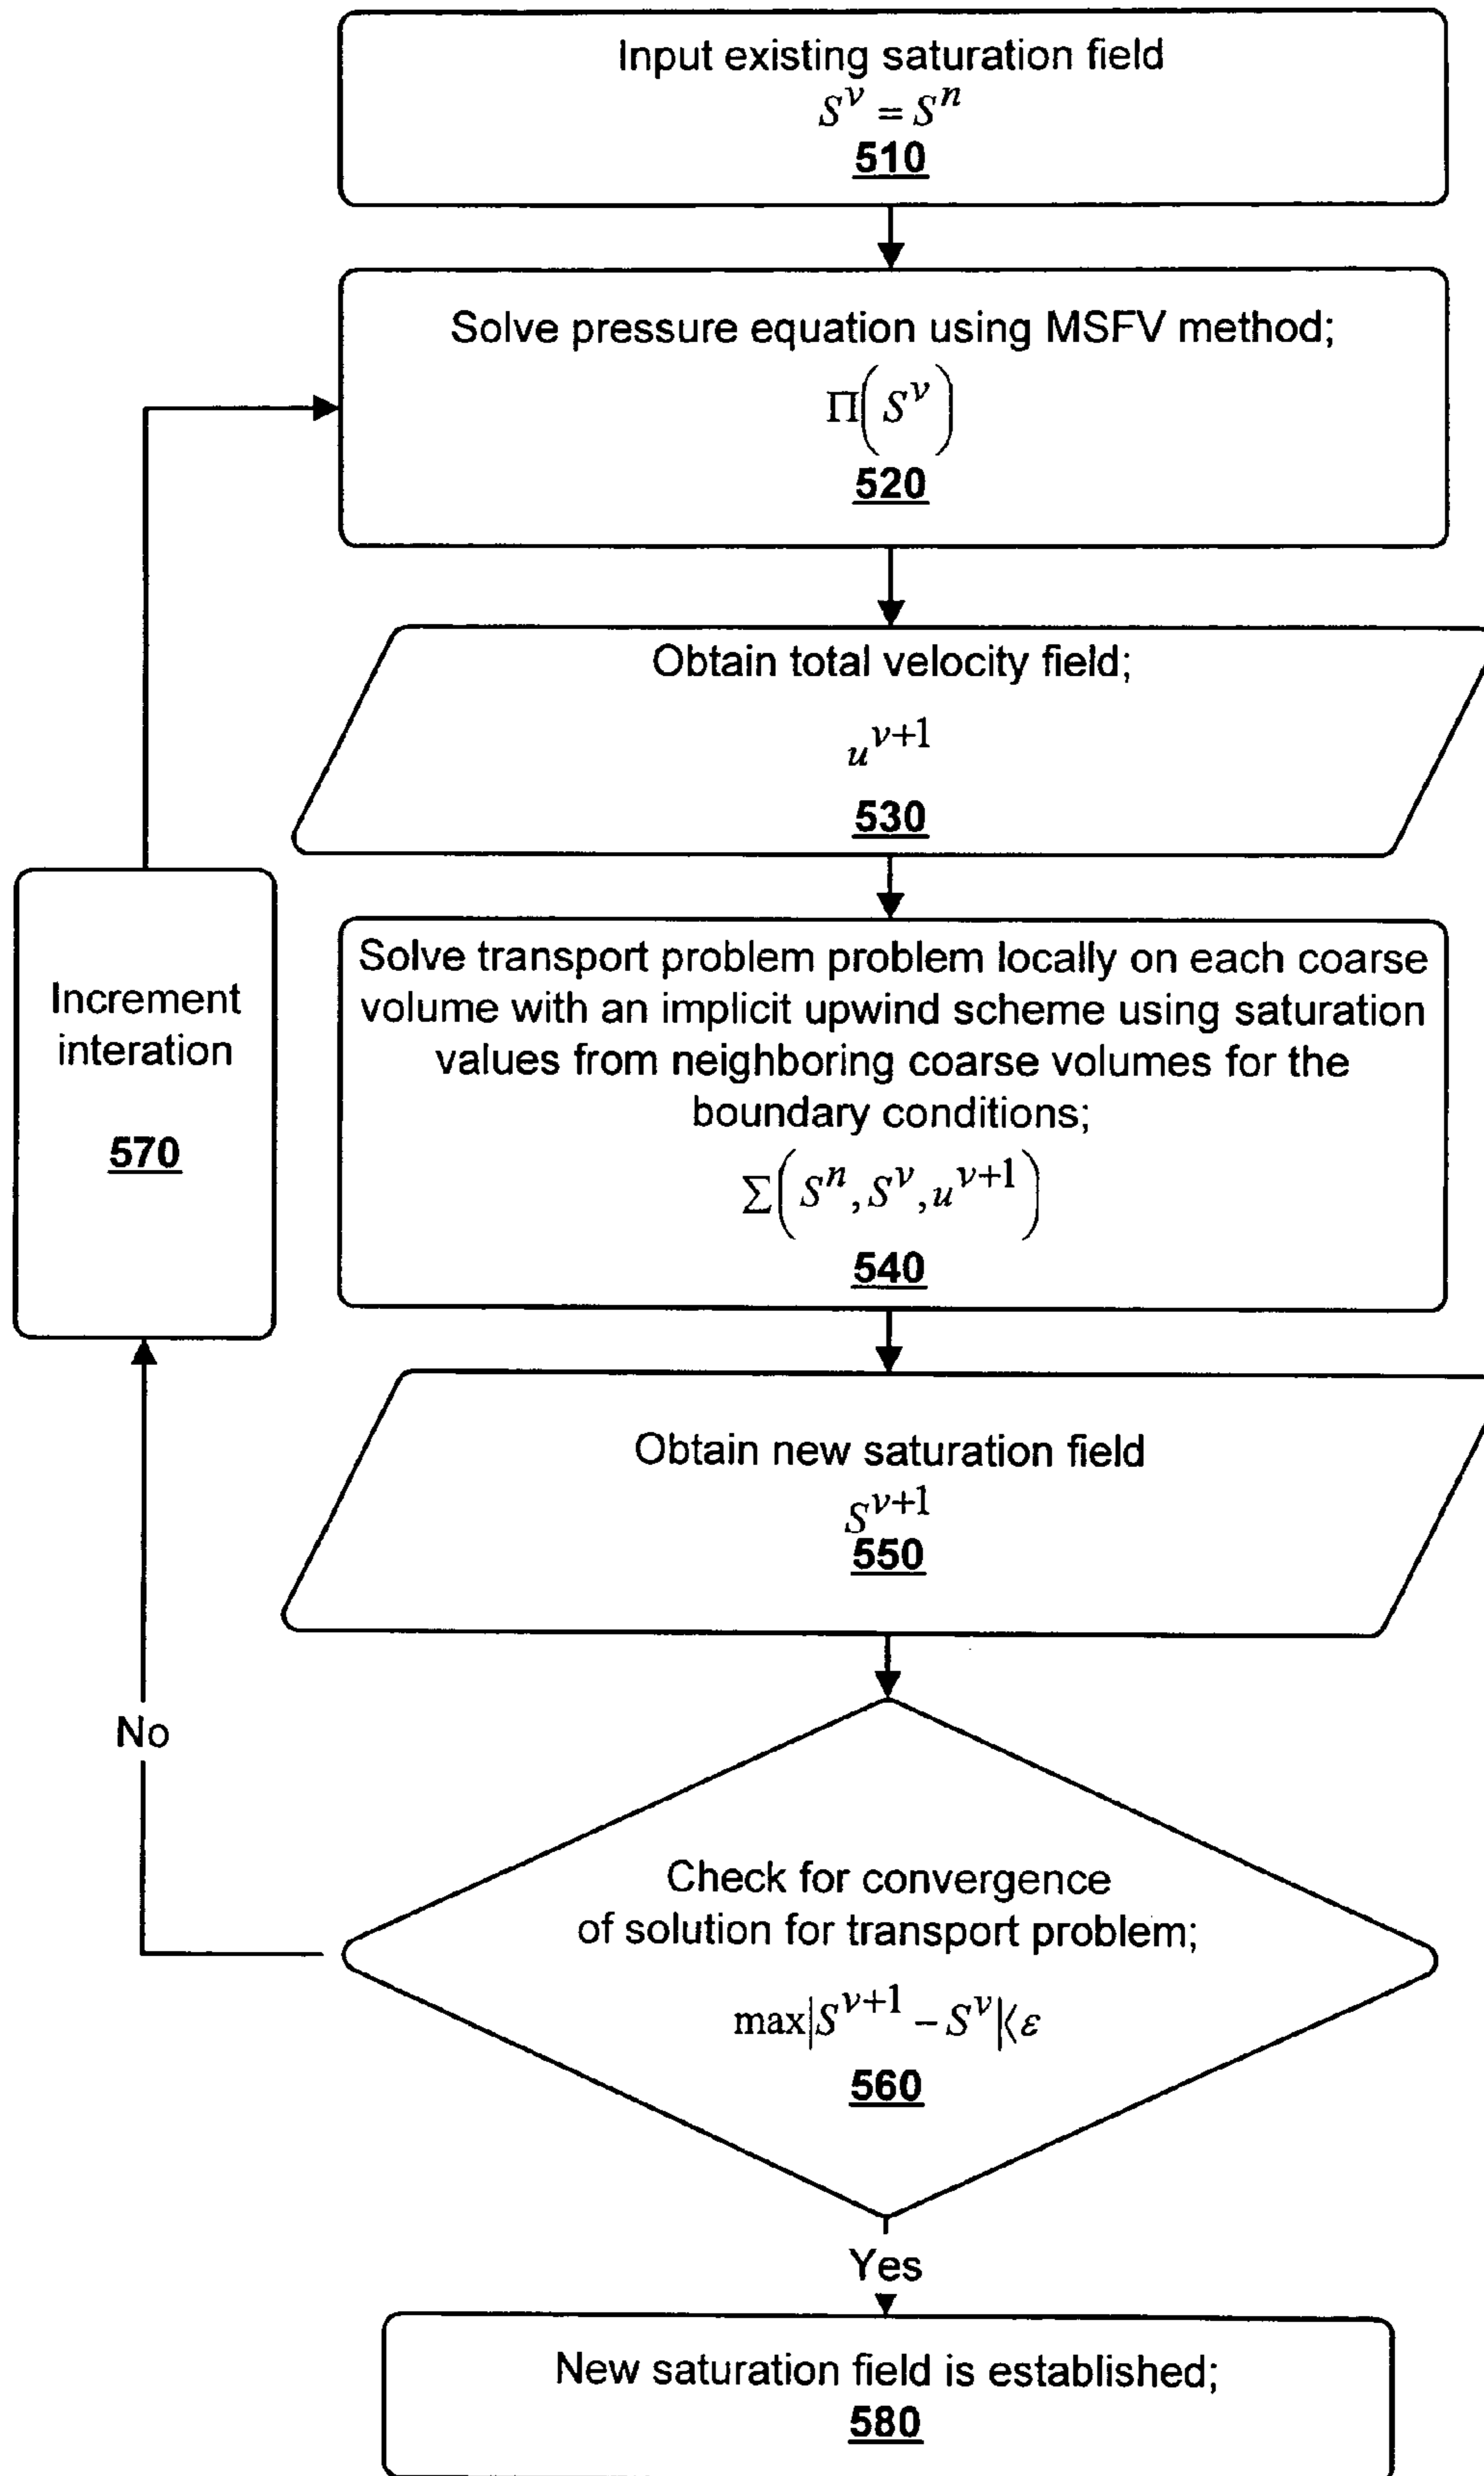 Input existing saturation field
S^ν = S^n
510
Solve pressure equation using MSFV method;
Π(S^ν)
520
Obtain total velocity field;
u^ν+1
530
Solve transport problem problem locally on each coarse
volume with an implicit upwind scheme using saturation
values from neighboring coarse volumes for the
boundary conditions;
Σ(S^n, S^ν, u^ν+1)
540
Increment
interation
570
Obtain new saturation field
S^ν+1
550
No
Check for convergence
of solution for transport problem;
max|S^ν+1 – S^ν|⟨ε
560
Yes
New saturation field is established;
580